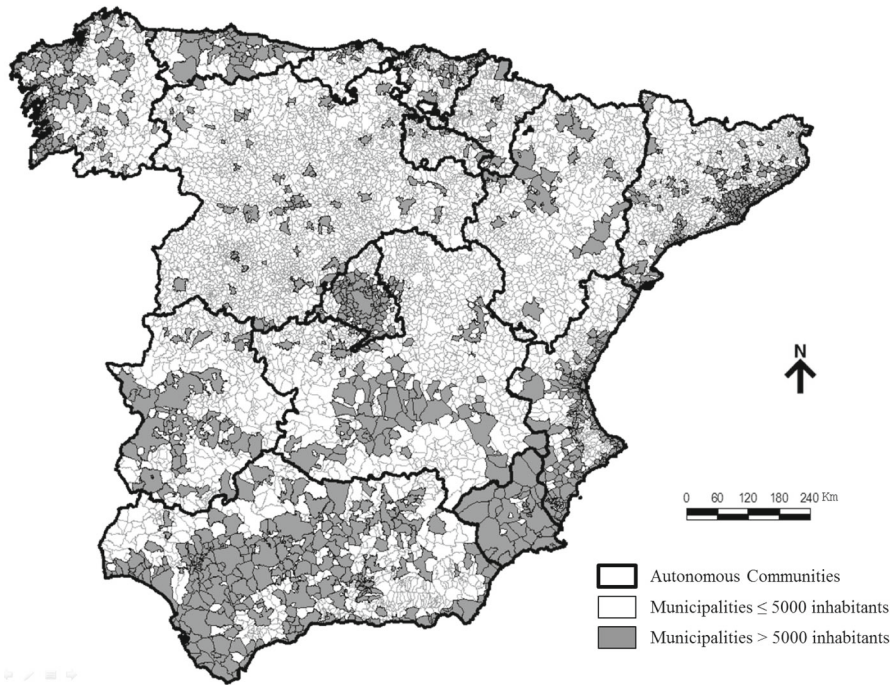 N
0 60 120 180 240 Km
Autonomous Communities
Municipalities ≤ 5000 inhabitants
Municipalities > 5000 inhabitants